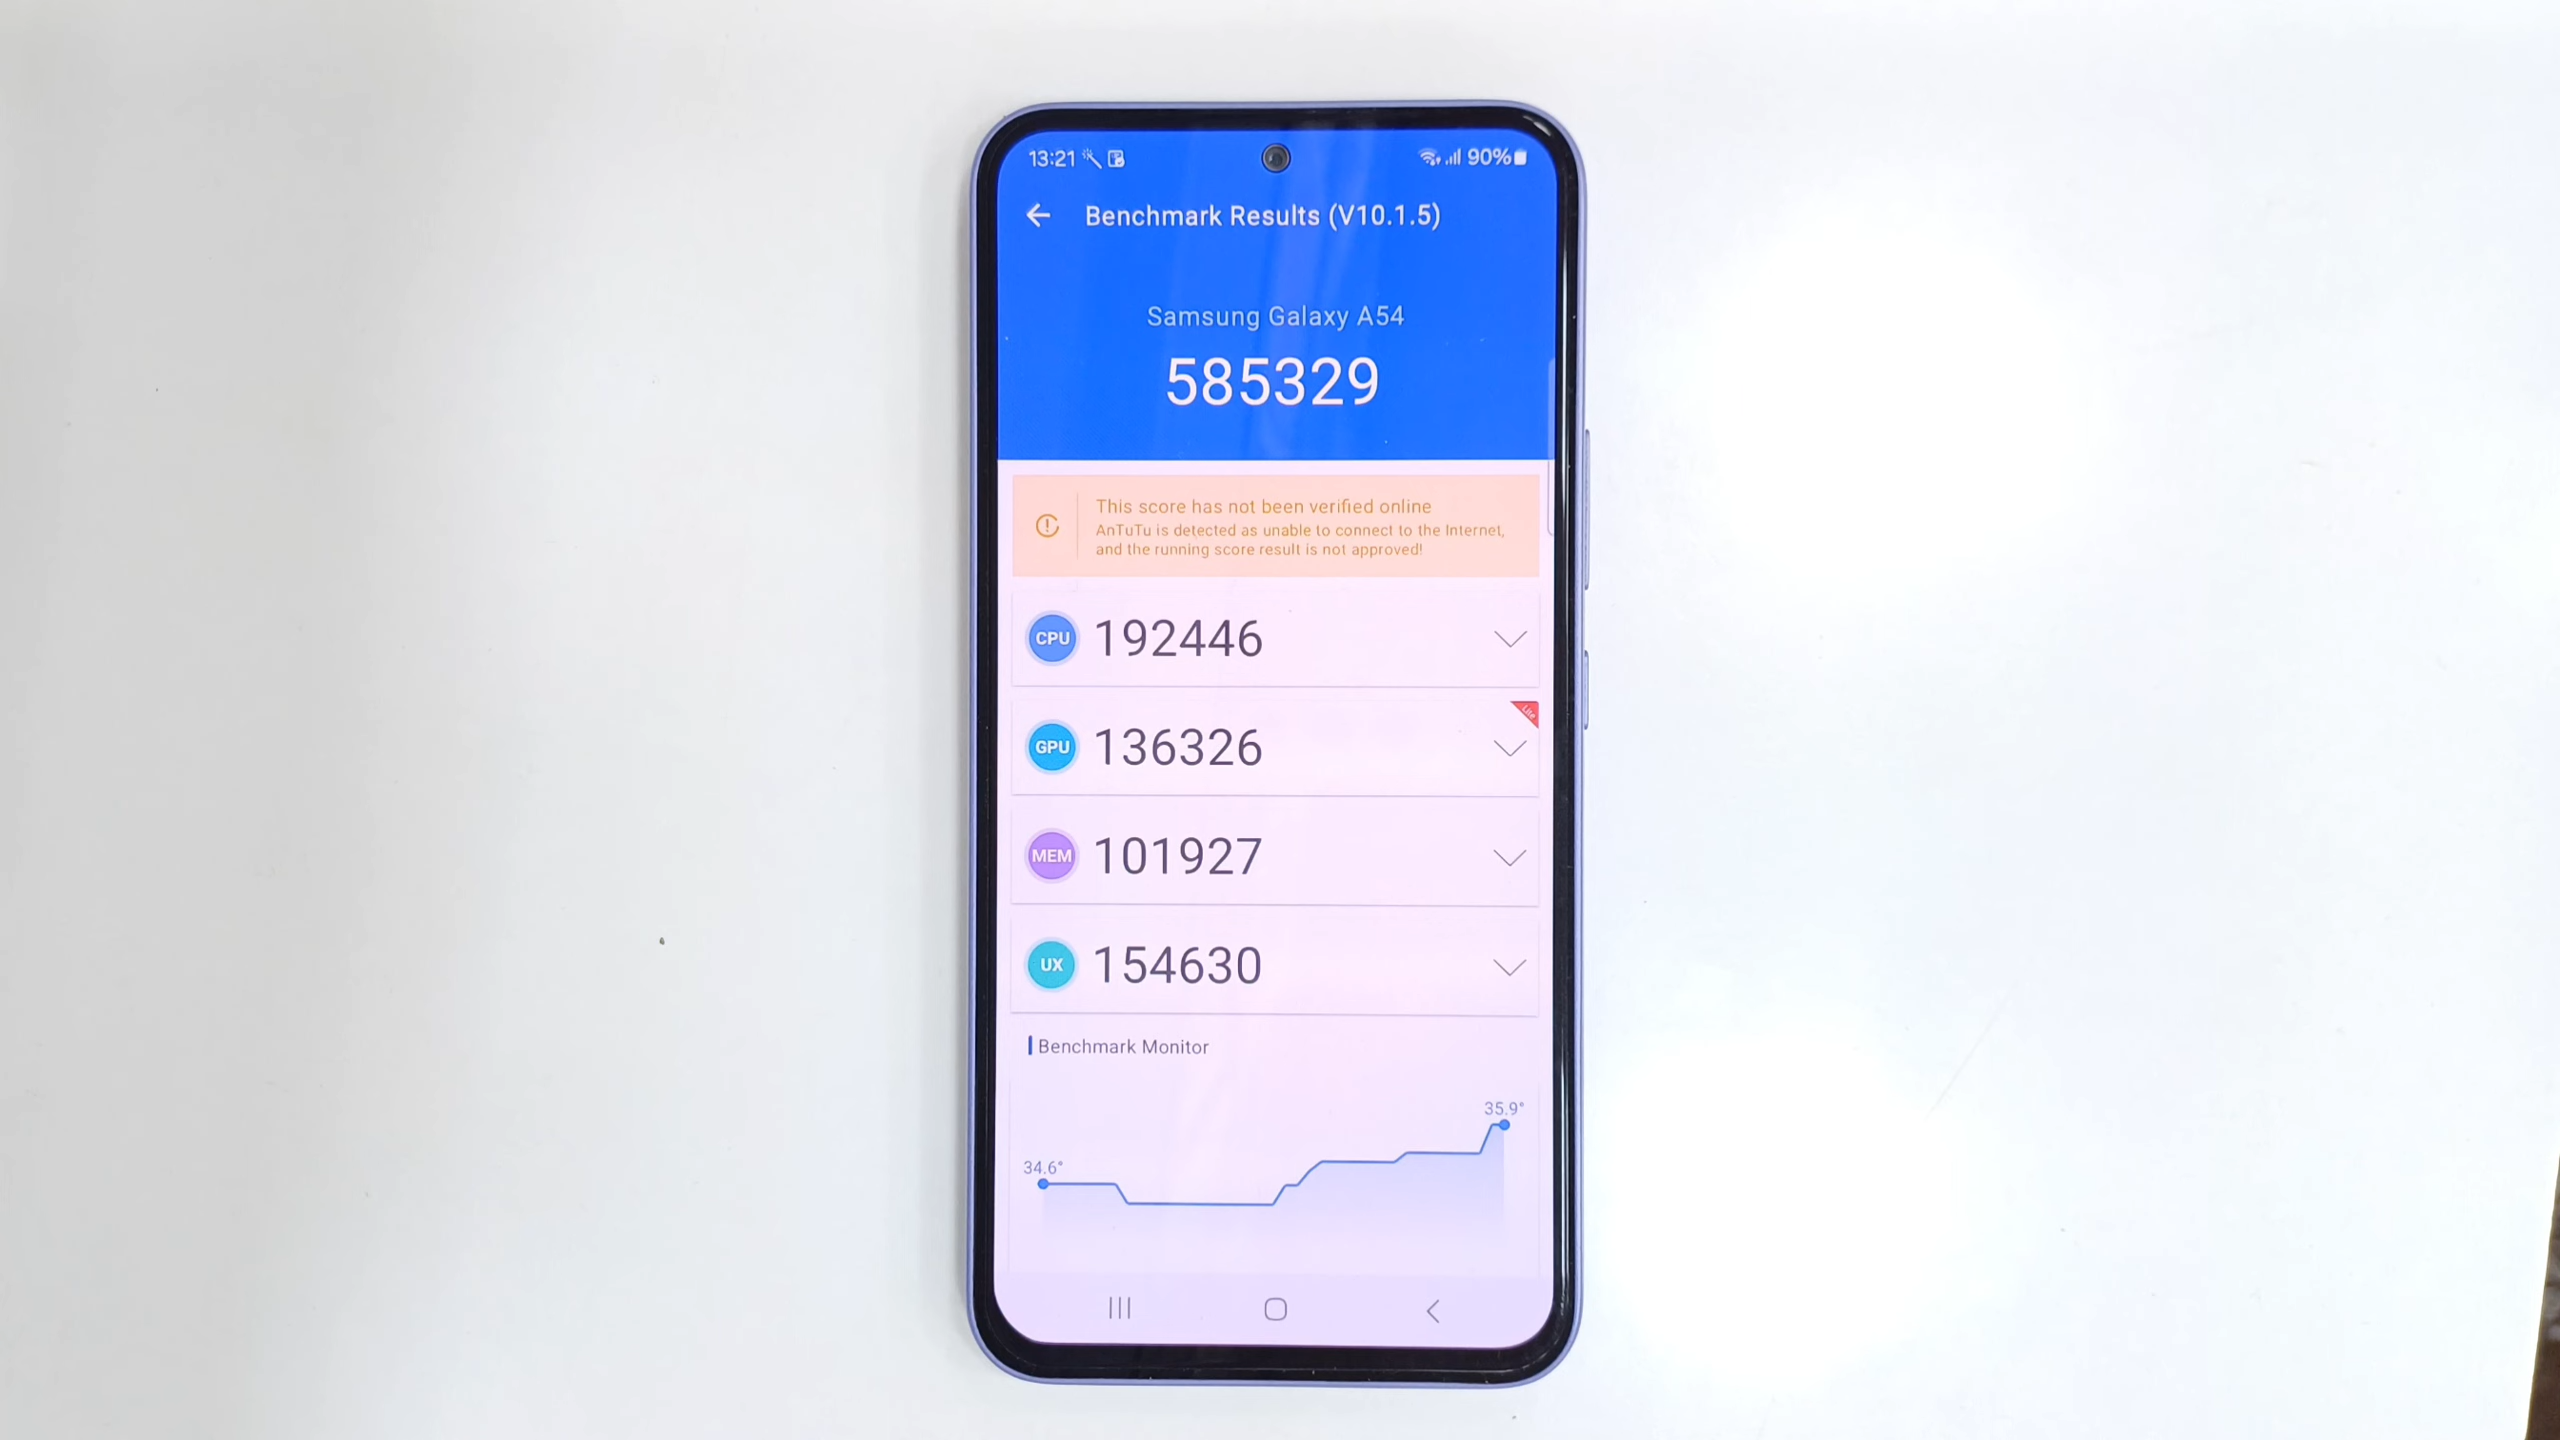 13:21 90%
Benchmark Results (V10.1.5)
Samsung Galaxy A54
585329
This score has not been verified online
AnTuTu is detected as unable to connect to the Internet,
and the running score result is not approved!
CPU 192446
Lite
GPU 136326
MEM 101927
UX 154630
Benchmark Monitor
35.9°
34.6°